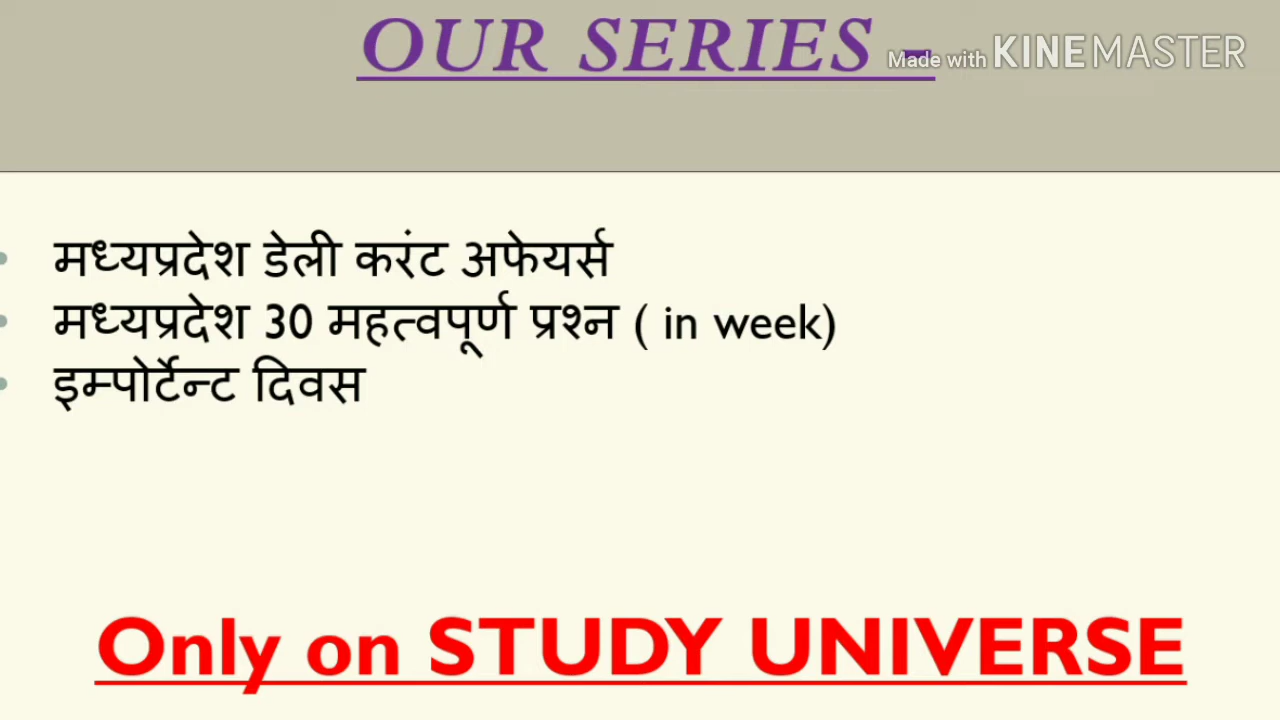 OUR SERIES –
Made with KINEMASTER
मध्यप्रदेश डेली करंट अफेयर्स
मध्यप्रदेश 30 महत्वपूर्ण प्रश्न ( in week)
इम्पोर्टेन्ट दिवस
Only on STUDY UNIVERSE